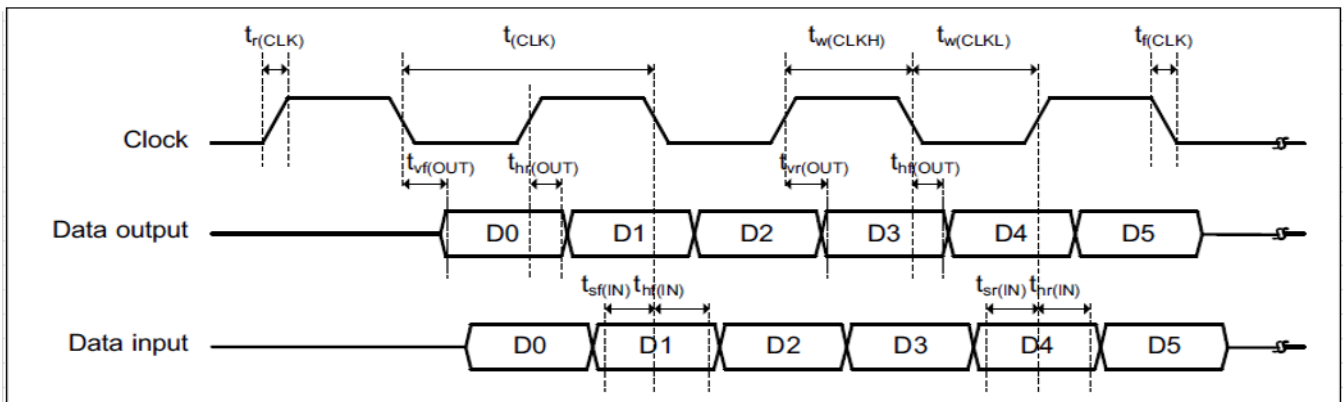 tr(CLK) t(CLK) tw(CLKH) tw(CLKL) tf(CLK)
Clock
tvf(OUT) thr(OUT) tvr(OUT) thf(OUT)
Data output D0 D1 D2 D3 D4 D5
tsf(IN) thf(IN) tsr(IN) thr(IN)
Data input D0 D1 D2 D3 D4 D5